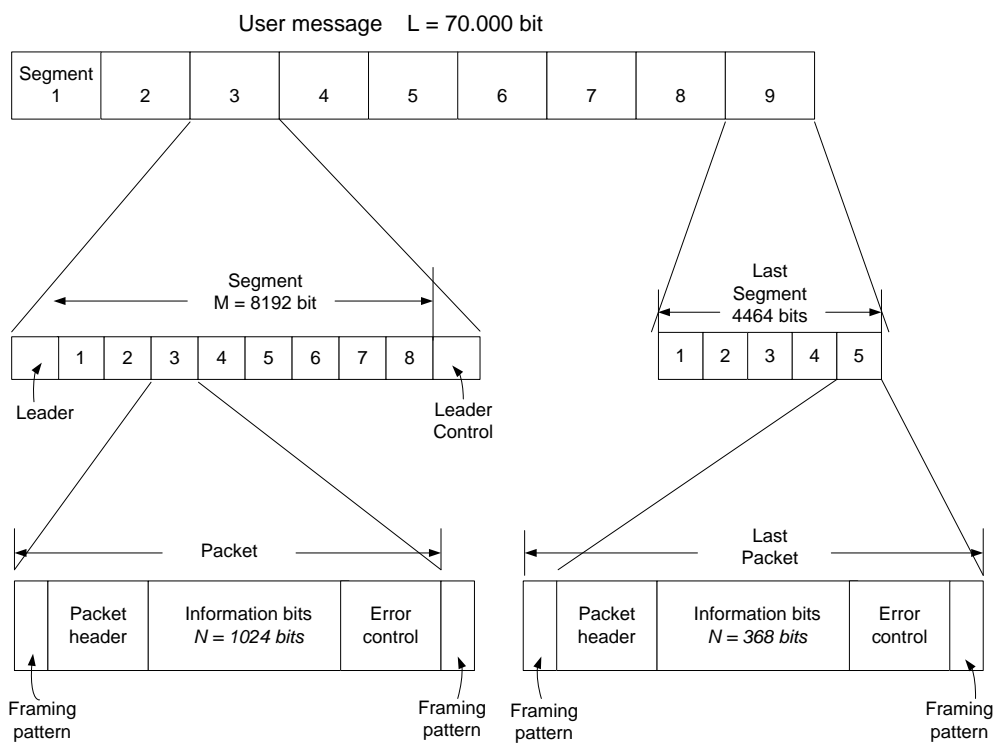 User message L = 70.000 bit
Segment
1 2 3 4 5 6 7 8 9
Segment
M = 8192 bit
Last
Segment
4464 bits
1 2 3 4 5 6 7 8
1 2 3 4 5
Leader
Leader
Control
Packet
Last
Packet
Packet
header
Information bits
N = 1024 bits
Error
control
Packet
header
Information bits
N = 368 bits
Error
control
Framing
pattern
Framing
pattern
Framing
pattern
Framing
pattern